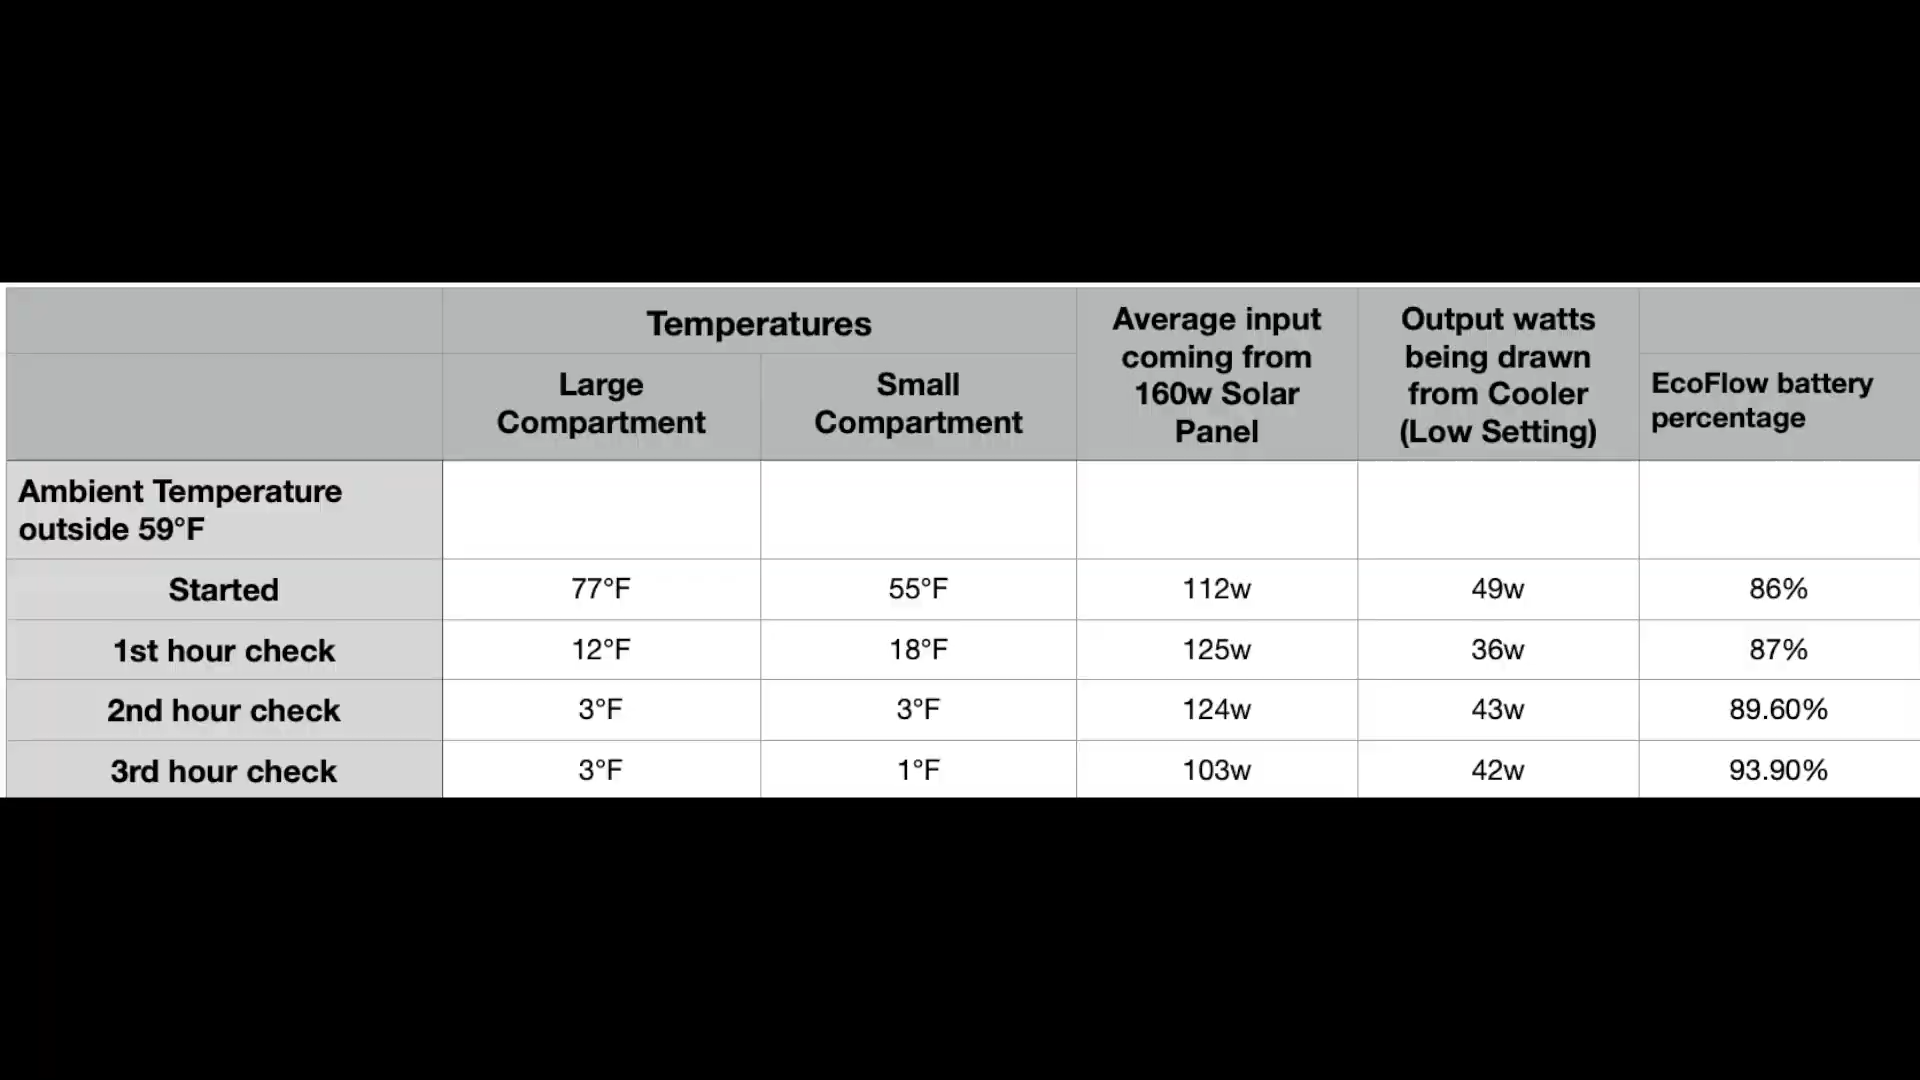 Temperatures
Average input
coming from
160w Solar
Panel
Output watts
being drawn
from Cooler
(Low Setting)
Large
Compartment
Small
Compartment
EcoFlow battery
percentage
Ambient Temperature
outside 59°F
Started 77°F 55°F 112w 49w 86%
1st hour check 12°F 18°F 125w 36w 87%
2nd hour check 3°F 3°F 124w 43w 89.60%
3rd hour check 3°F 1°F 103w 42w 93.90%